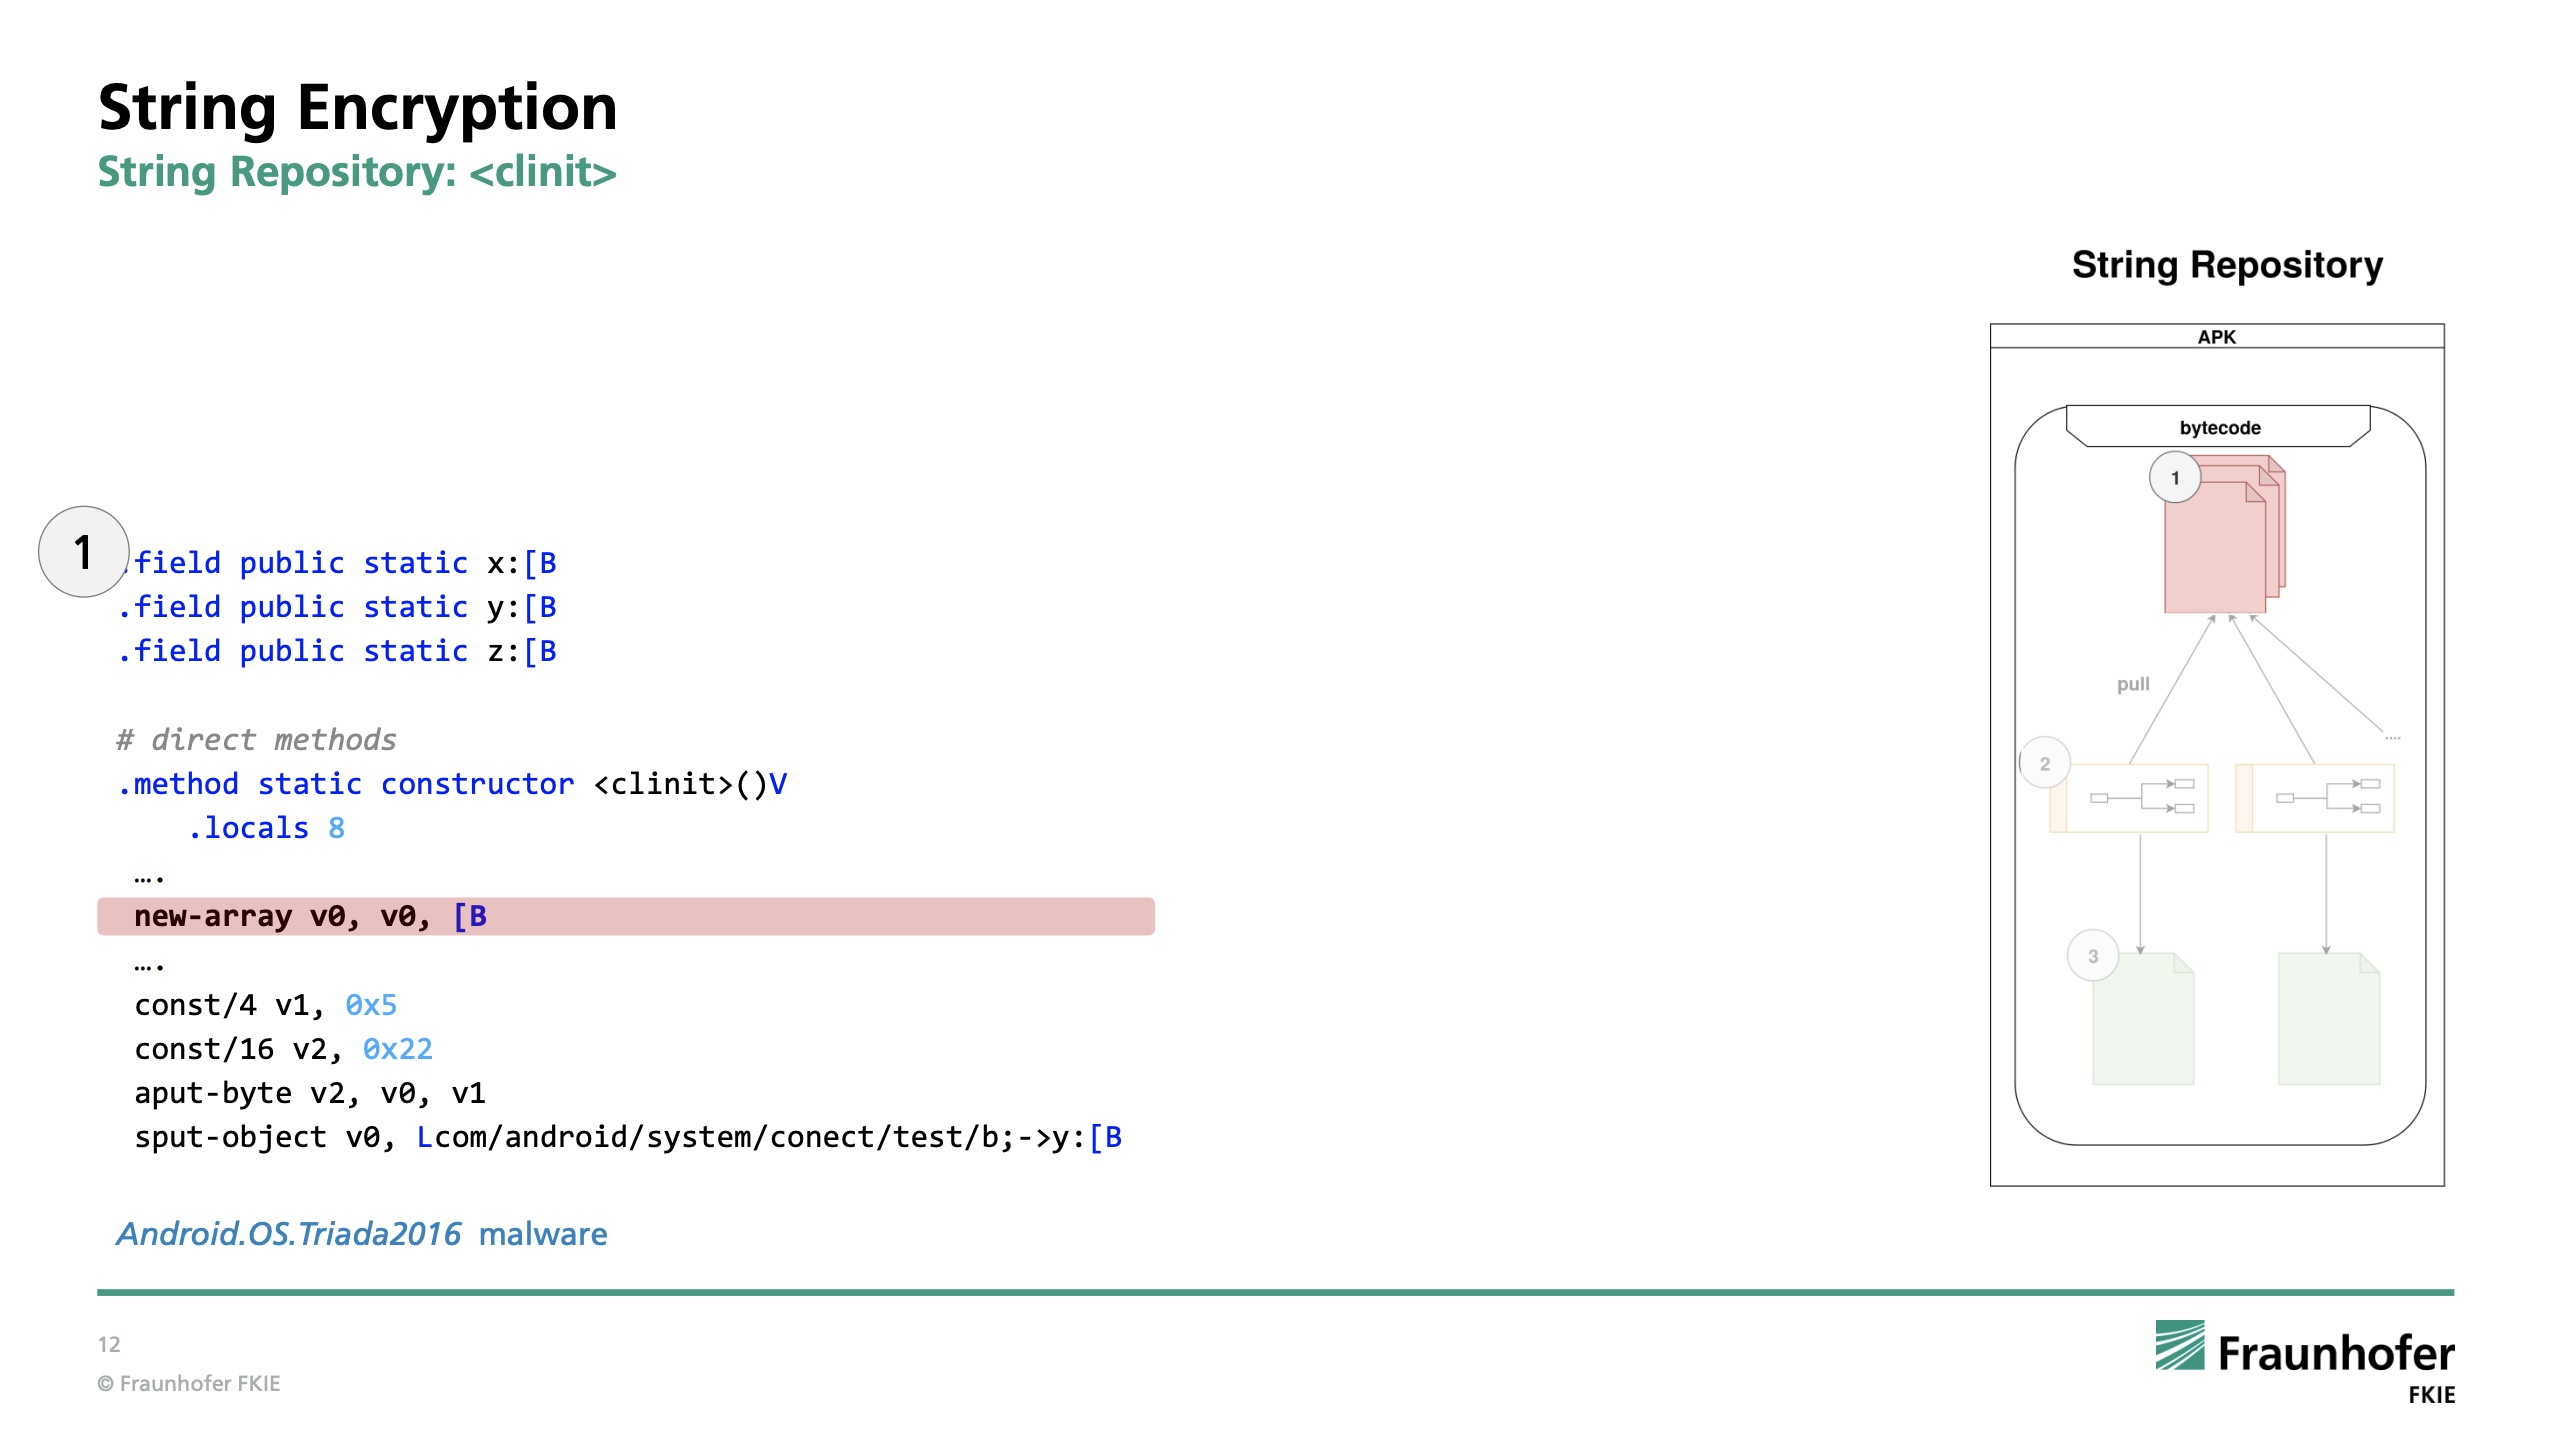 String Encryption
String Repository: <clinit>
String Repository
APK
bytecode
1
pull
....
2
3
1
.field public static x:[B
.field public static y:[B
.field public static z:[B
# direct methods
.method static constructor <clinit>()V
.locals 8
….
new-array v0, v0, [B
….
const/4 v1, 0x5
const/16 v2, 0x22
aput-byte v2, v0, v1
sput-object v0, Lcom/android/system/conect/test/b;->y:[B
Android.OS.Triada2016 malware
12
© Fraunhofer FKIE
Fraunhofer
FKIE